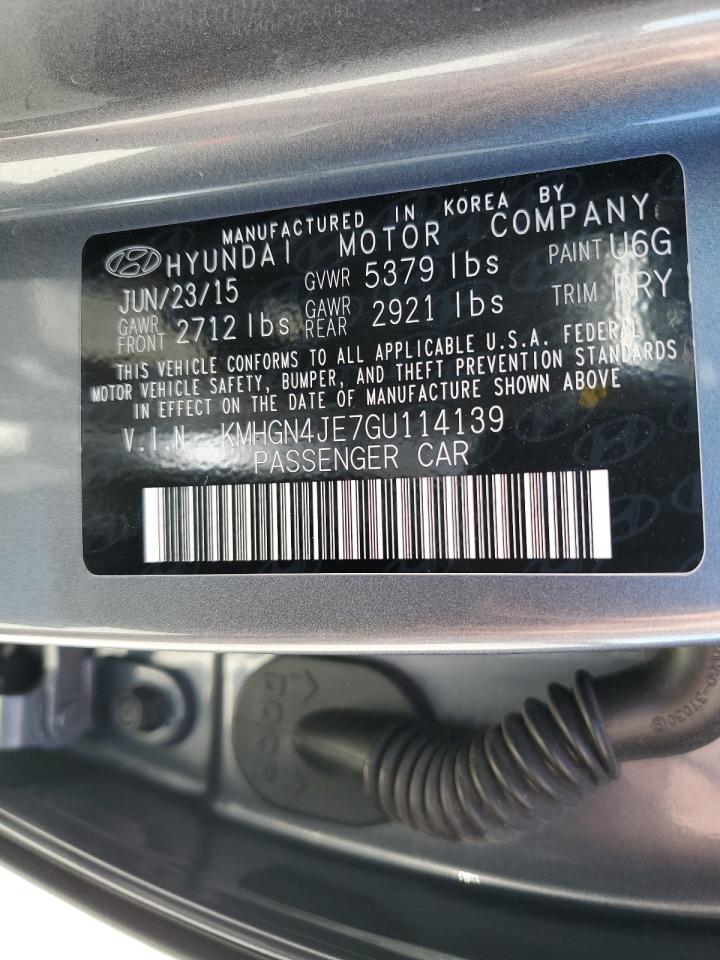 MANUFACTURED IN KOREA BY
HYUNDAI MOTOR COMPANY
JUN/23/15 GVWR 5379 lbs PAINT U6G
GAWR FRONT 2712 lbs GAWR REAR 2921 lbs TRIM RRY
THIS VEHICLE CONFORMS TO ALL APPLICABLE U.S.A. FEDERAL
MOTOR VEHICLE SAFETY, BUMPER, AND THEFT PREVENTION STANDARDS
IN EFFECT ON THE DATE OF MANUFACTURE SHOWN ABOVE
V.I.N KMHGN4JE7GU114139
PASSENGER CAR
DOOR